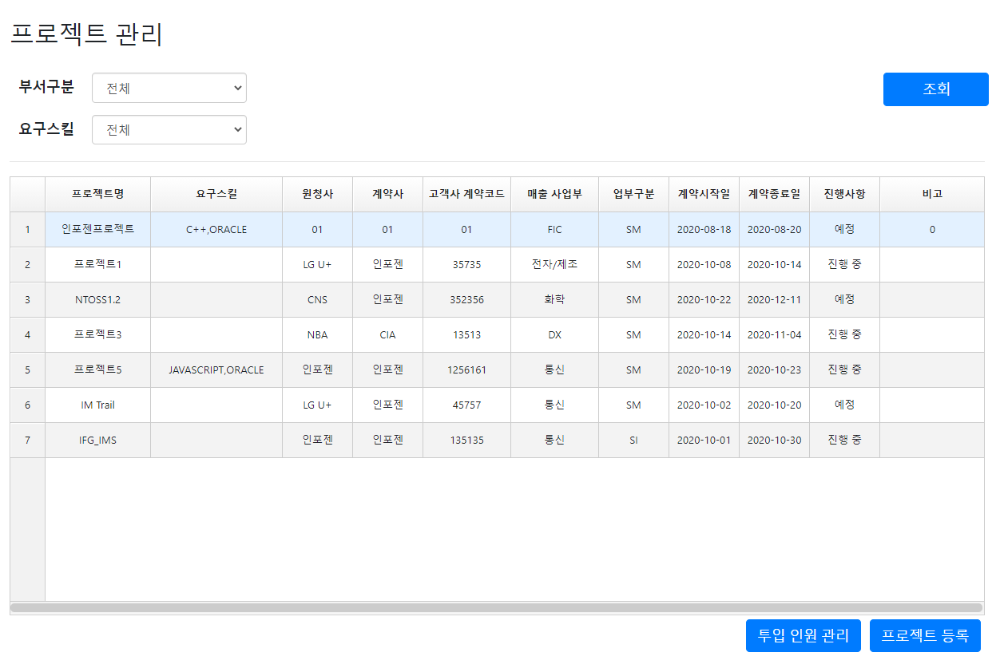 프로젝트 관리
부서구분 전체 조회
요구스킬 전체
프로젝트명 요구스킬 원청사 계약사 고객사 계약코드 매출 사업부 업부구분 계약시작일 계약종료일 진행사항 비고
1 인포젠프로젝트 C++,ORACLE 01 01 01 FIC SM 2020-08-18 2020-08-20 예정 0
2 프로젝트1 LG U+ 인포젠 35735 전자/제조 SM 2020-10-08 2020-10-14 진행 중
3 NTOSS1.2 CNS 인포젠 352356 화학 SM 2020-10-22 2020-12-11 예정
4 프로젝트3 NBA CIA 13513 DX SM 2020-10-14 2020-11-04 진행 중
5 프로젝트5 JAVASCRIPT,ORACLE 인포젠 인포젠 1256161 통신 SM 2020-10-19 2020-10-23 진행 중
6 IM Trail LG U+ 인포젠 45757 통신 SM 2020-10-02 2020-10-20 예정
7 IFG_IMS 인포젠 인포젠 135135 통신 SI 2020-10-01 2020-10-30 진행 중
투입 인원 관리 프로젝트 등록